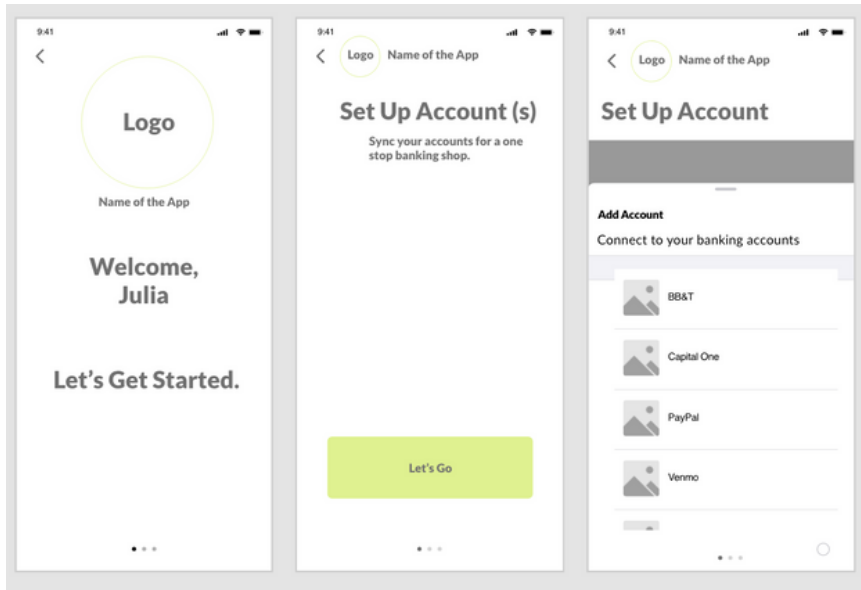 9:41
Logo
Name of the App
Welcome,
Julia
Let's Get Started.
9:41
Logo
Name of the App
Set Up Account (s)
Sync your accounts for a one
stop banking shop.
Let's Go
9:41
Logo
Name of the App
Set Up Account
Add Account
Connect to your banking accounts
BB&T
Capital One
PayPal
Venmo